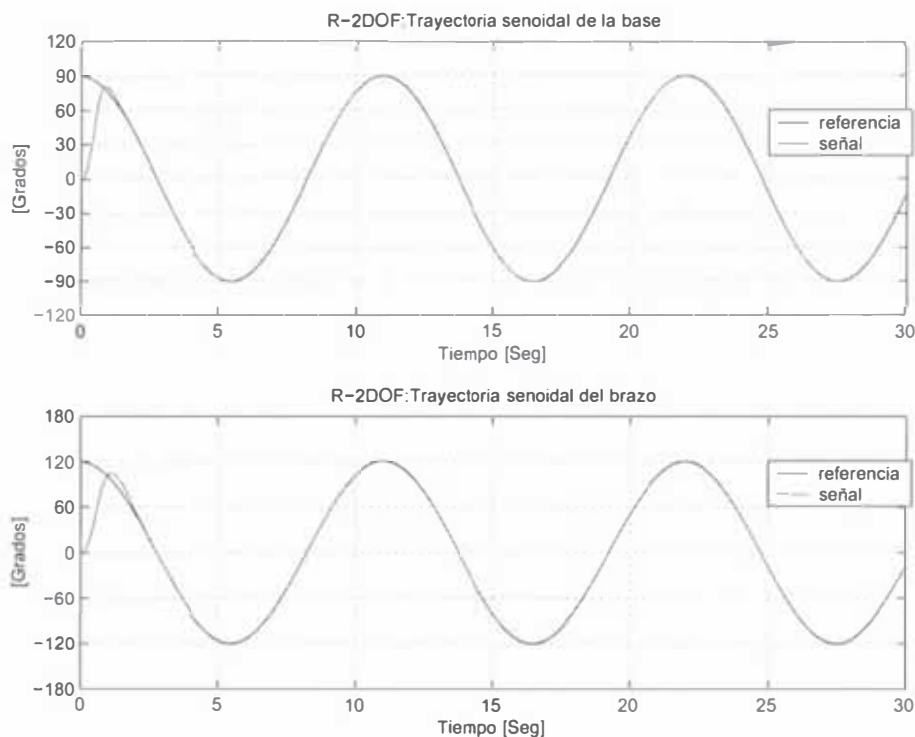 R-2DOF:Trayectoria senoidal de la base
120
90
60
30
0
-30
-60
-90
-120
[Grados]
referencia
señal
0 5 10 15 20 25 30
Tiempo [Seg]
R-2DOF:Trayectoria senoidal del brazo
180
120
60
0
-60
-120
-180
[Grados]
referencia
señal
0 5 10 15 20 25 30
Tiempo [Seg]